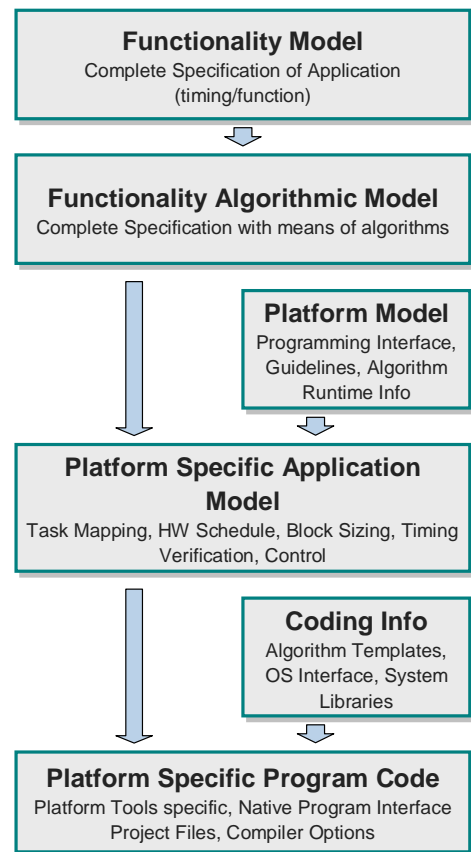 Functionality Model
Complete Specification of Application
(timing/function)
Functionality Algorithmic Model
Complete Specification with means of algorithms
Platform Model
Programming Interface,
Guidelines, Algorithm
Runtime Info
Platform Specific Application
Model
Task Mapping, HW Schedule, Block Sizing, Timing
Verification, Control
Coding Info
Algorithm Templates,
OS Interface, System
Libraries
Platform Specific Program Code
Platform Tools specific, Native Program Interface
Project Files, Compiler Options